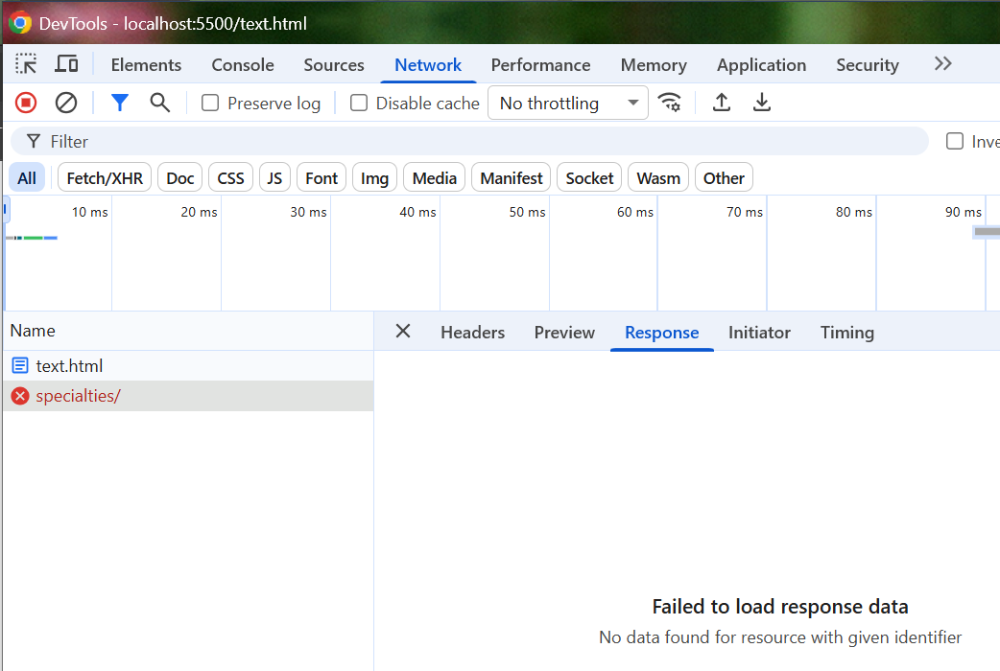 DevTools - localhost:5500/text.html
Elements Console Sources Network Performance Memory Application Security
Preserve log Disable cache No throttling
Filter Inve
All Fetch/XHR Doc CSS JS Font Img Media Manifest Socket Wasm Other
10 ms 20 ms 30 ms 40 ms 50 ms 60 ms 70 ms 80 ms 90 ms
Name Headers Preview Response Initiator Timing
text.html
specialties/
Failed to load response data
No data found for resource with given identifier